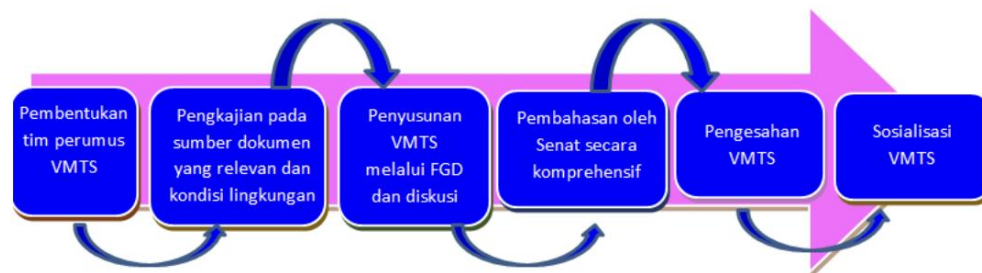 Pembentukan
tim perumus
VMTS
Pengkajian pada
sumber dokumen
yang relevan dan
kondisi lingkungan
Penyusunan
VMTS
melalui FGD
dan diskusi
Pembahasan oleh
Senat secara
komprehensif
Pengesahan
VMTS
Sosialisasi
VMTS